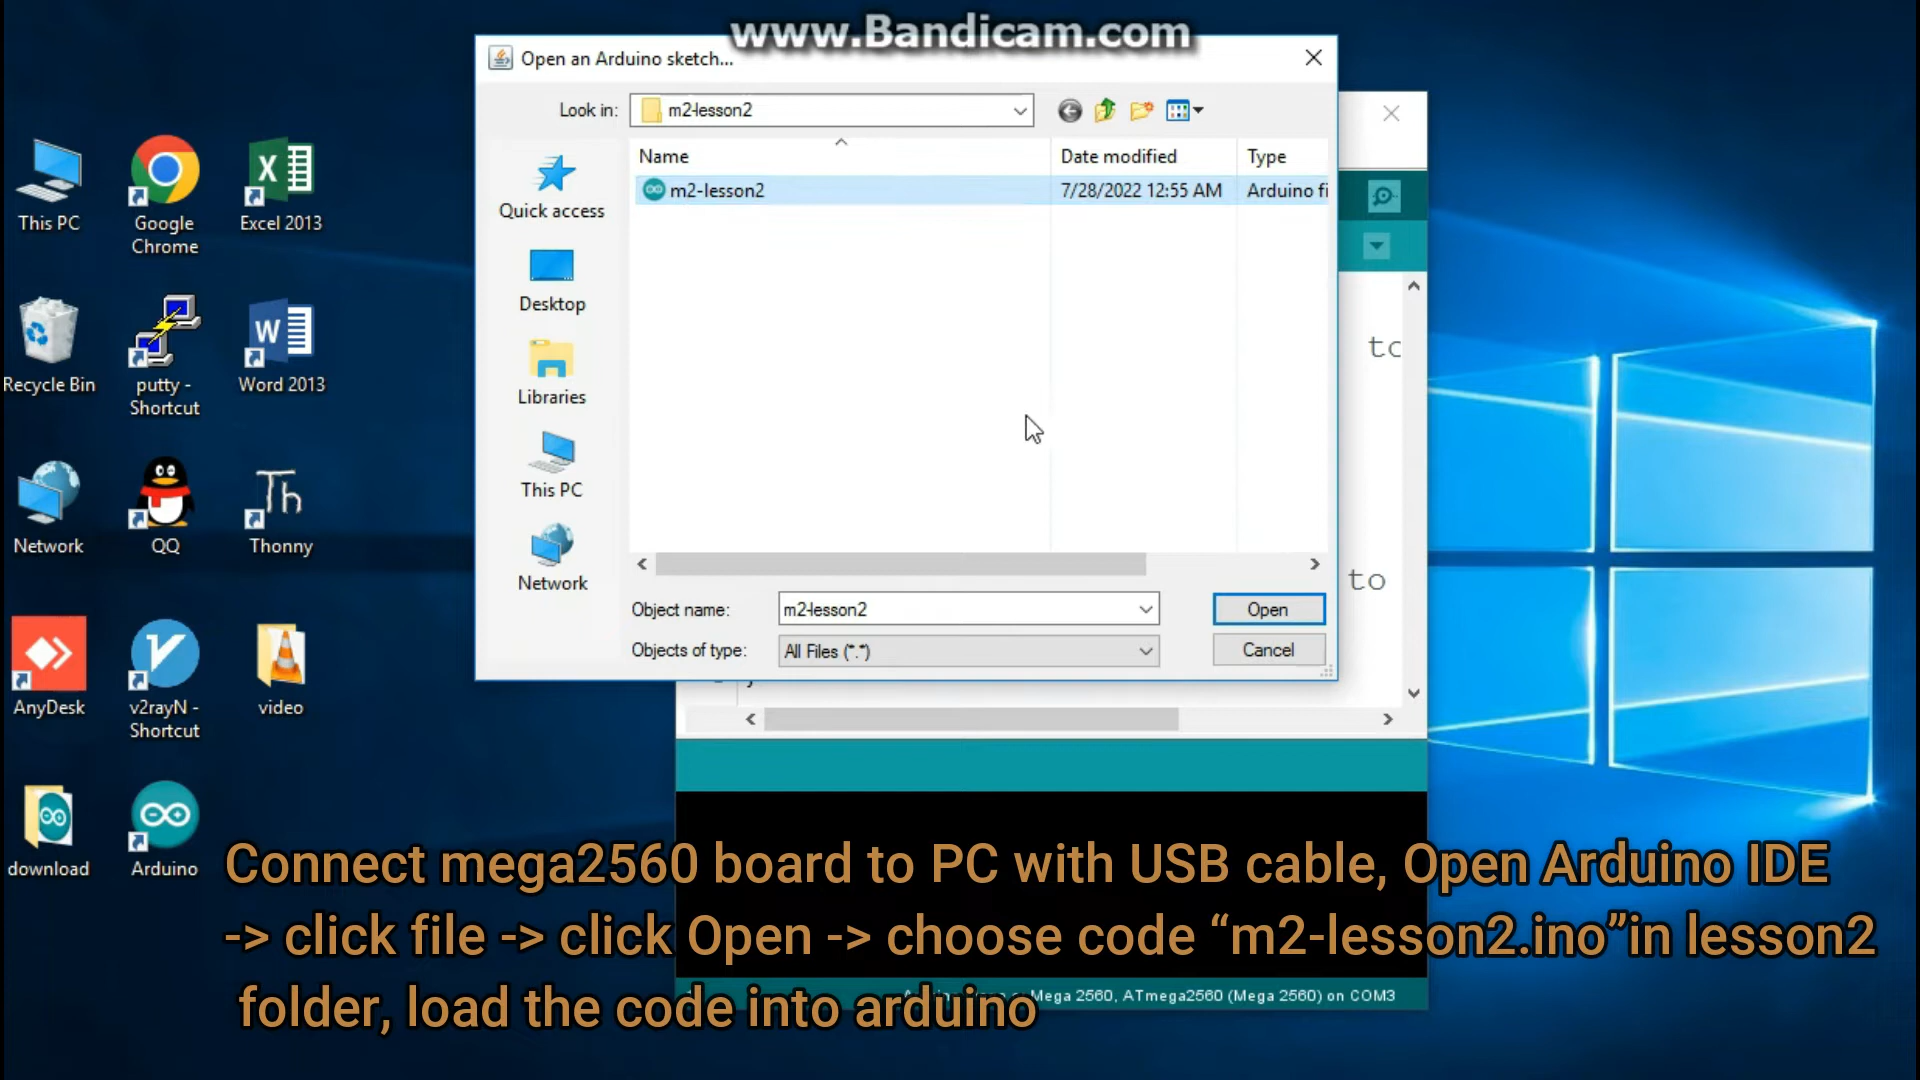 www.Bandicam.com
Open an Arduino sketch...
Look in:
m2-lesson2
Name
Date modified
Type
m2-lesson2
7/28/2022 12:55 AM
Arduino fi
Quick access
Desktop
Libraries
This PC
Network
Object name:
m2-lesson2
Open
Objects of type:
All Files (*.*)
Cancel
to
to
This PC
Google
Chrome
Excel 2013
Recycle Bin
putty -
Shortcut
Word 2013
Network
QQ
Th
Thonny
AnyDesk
v2rayN -
Shortcut
video
download
Arduino
Connect mega2560 board to PC with USB cable, Open Arduino IDE
-> click file -> click Open -> choose code “m2-lesson2.ino”in lesson2
folder, load the code into arduino
Mega 2560, ATmega2560 (Mega 2560) on COM3